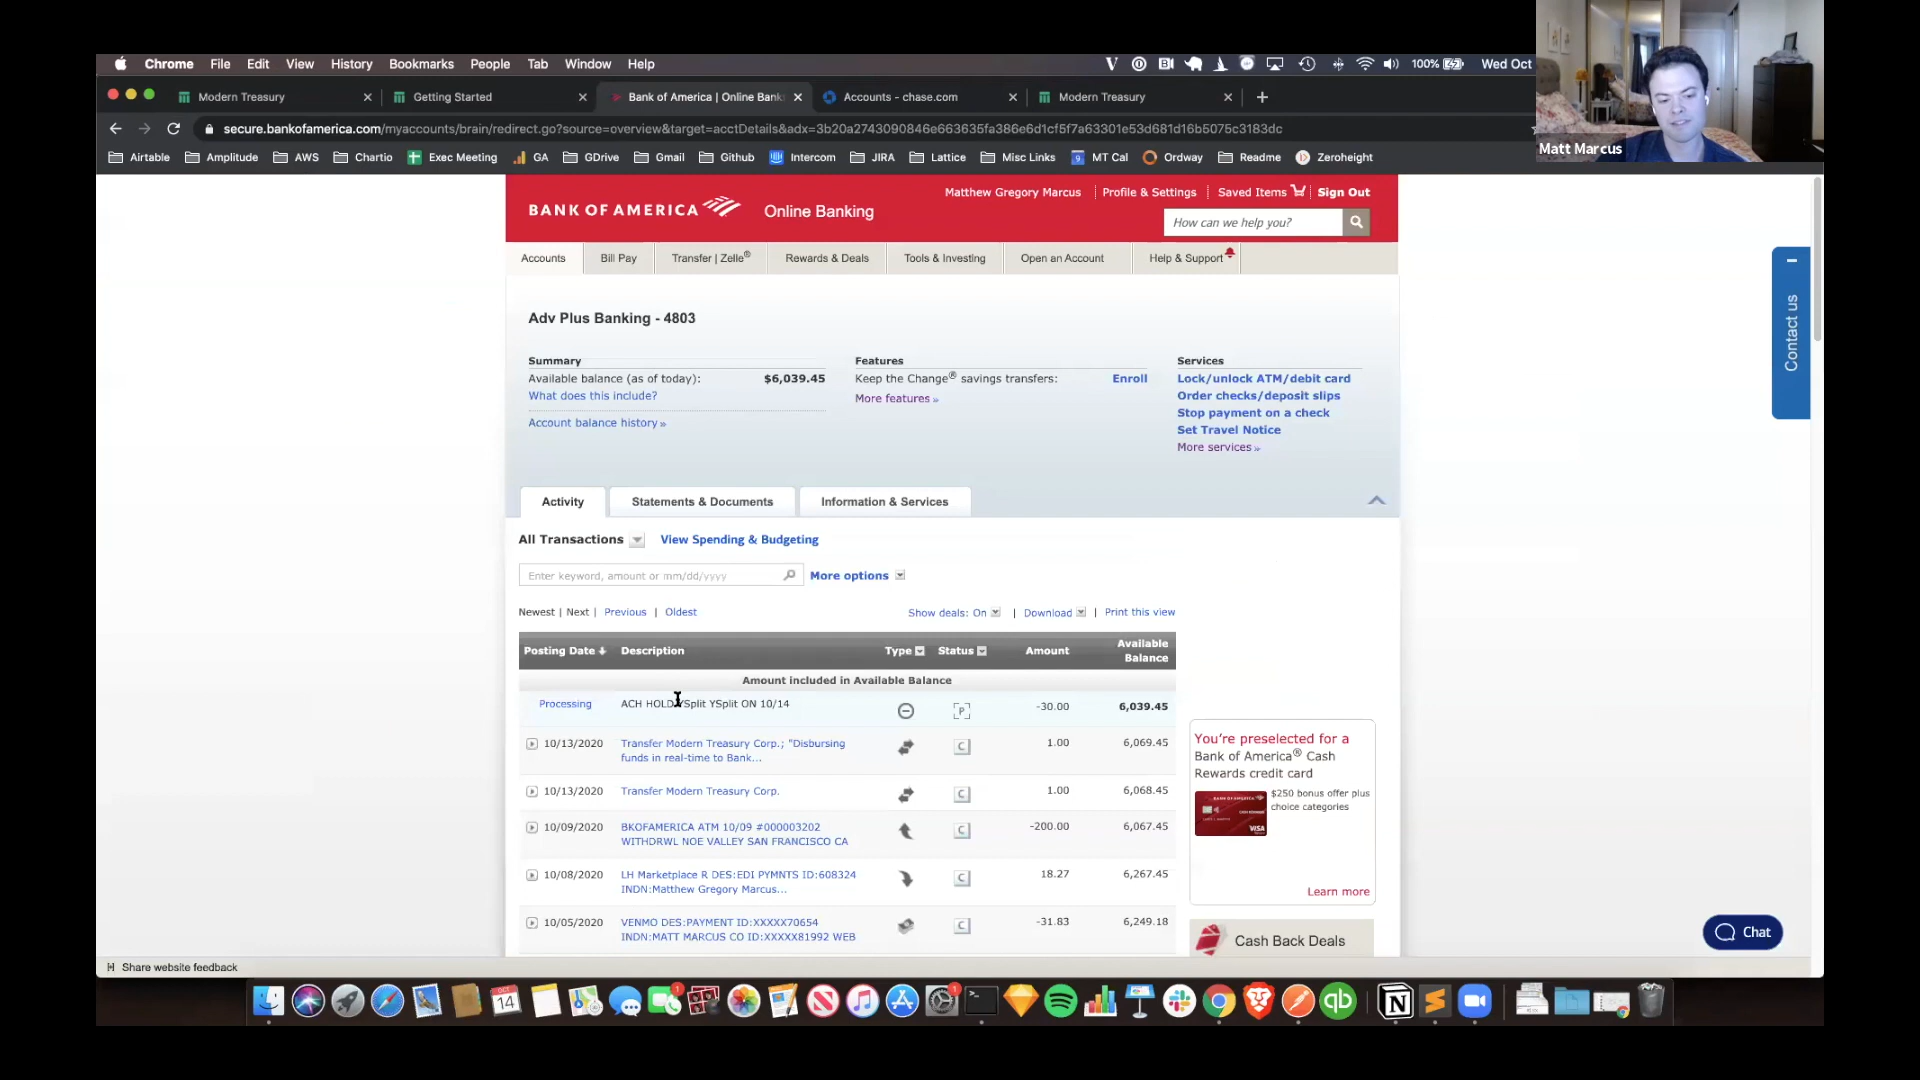 Chrome File Edit View History Bookmarks People Tab Window Help 100% Wed Oct
Modern Treasury Getting Started Bank of America | Online Bank Accounts - chase.com Modern Treasury
secure.bankofamerica.com/myaccounts/brain/redirect.go?source=overview&target=acctDetails&adx=3b20a2743090846e663635fa386e6d1cf5f7a63301e53d681d16b5075c3183dc
Matt Marcus
Airtable Amplitude AWS Chartio Exec Meeting GA GDrive Gmail Github Intercom JIRA Lattice Misc Links MT Cal Ordway Readme Zeroheight
Matthew Gregory Marcus Profile & Settings Saved Items Sign Out
BANK OF AMERICA Online Banking
How can we help you?
Accounts Bill Pay Transfer | Zelle® Rewards & Deals Tools & Investing Open an Account Help & Support
Contact us
Adv Plus Banking - 4803
Summary Features Services
Available balance (as of today): $6,039.45 Keep the Change® savings transfers: Enroll Lock/unlock ATM/debit card
What does this include? More features » Order checks/deposit slips
Account balance history » Stop payment on a check
Set Travel Notice
More services »
Activity Statements & Documents Information & Services
All Transactions View Spending & Budgeting
Enter keyword, amount or mm/dd/yyyy More options
Newest | Next | Previous | Oldest Show deals: On | Download | Print this view
Posting Date Description Type Status Amount Available Balance
Amount included in Available Balance
Processing ACH HOLD YSplit YSplit ON 10/14 P -30.00 6,039.45
10/13/2020 Transfer Modern Treasury Corp.; "Disbursing C 1.00 6,069.45
funds in real-time to Bank...
10/13/2020 Transfer Modern Treasury Corp. C 1.00 6,068.45
10/09/2020 BKOFAMERICA ATM 10/09 #000003202 C -200.00 6,067.45
WITHDRWL NOE VALLEY SAN FRANCISCO CA
10/08/2020 LH Marketplace R DES:EDI PYMNTS ID:608324 C 18.27 6,267.45
INDN:Matthew Gregory Marcus...
10/05/2020 VENMO DES:PAYMENT ID:XXXXX70654 C -31.83 6,249.18
INDN:MATT MARCUS CO ID:XXXXX81992 WEB
You're preselected for a
Bank of America® Cash
Rewards credit card
$250 bonus offer plus
choice categories
VISA
Learn more
Cash Back Deals
Chat
Share website feedback
OCT
14